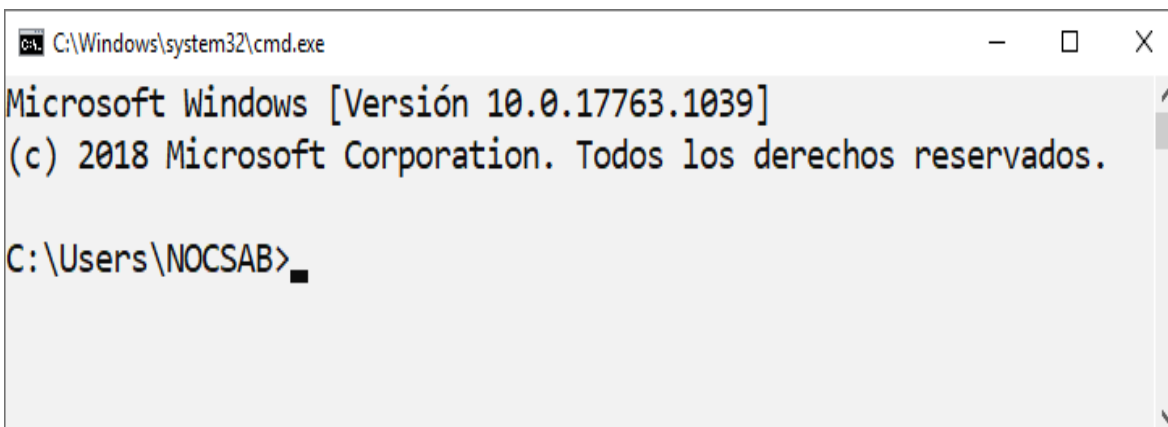 C:\Windows\system32\cmd.exe
Microsoft Windows [Versión 10.0.17763.1039]
(c) 2018 Microsoft Corporation. Todos los derechos reservados.
C:\Users\NOCSAB>